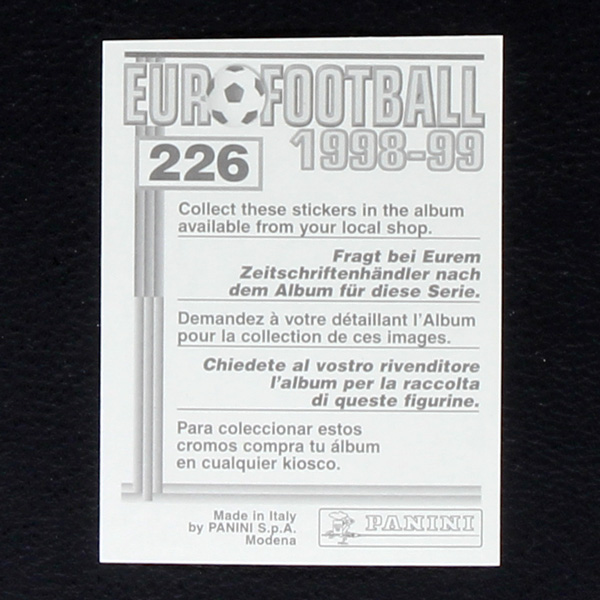 EUROFOOTBALL
1998-99
226
Collect these stickers in the album
available from your local shop.
Fragt bei Eurem
Zeitschriftenhändler nach
dem Album für diese Serie.
Demandez à votre détaillant l'Album
pour la collection de ces images.
Chiedete al vostro rivenditore
l'album per la raccolta
di queste figurine.
Para coleccionar estos
cromos compra tu álbum
en cualquier kiosco.
Made in Italy
by PANINI S.p.A.
Modena
PANINI